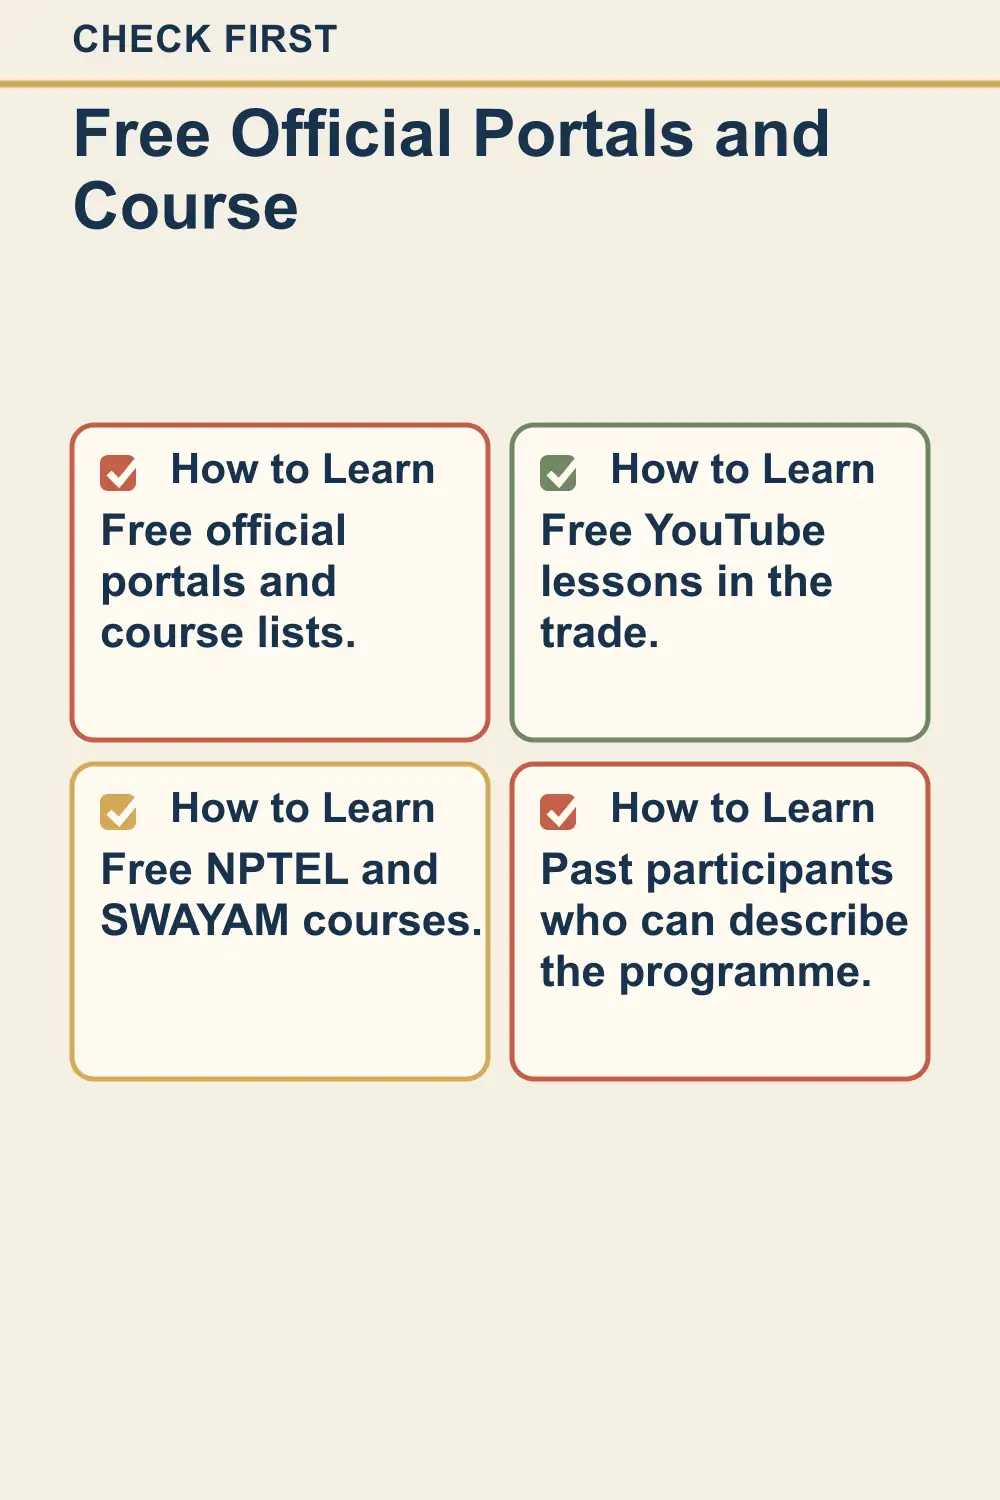 CHECK FIRST
Free Official Portals and
Course
How to Learn
Free official
portals and
course lists.
How to Learn
Free YouTube
lessons in the
trade.
How to Learn
Free NPTEL and
SWAYAM courses.
How to Learn
Past participants
who can describe
the programme.